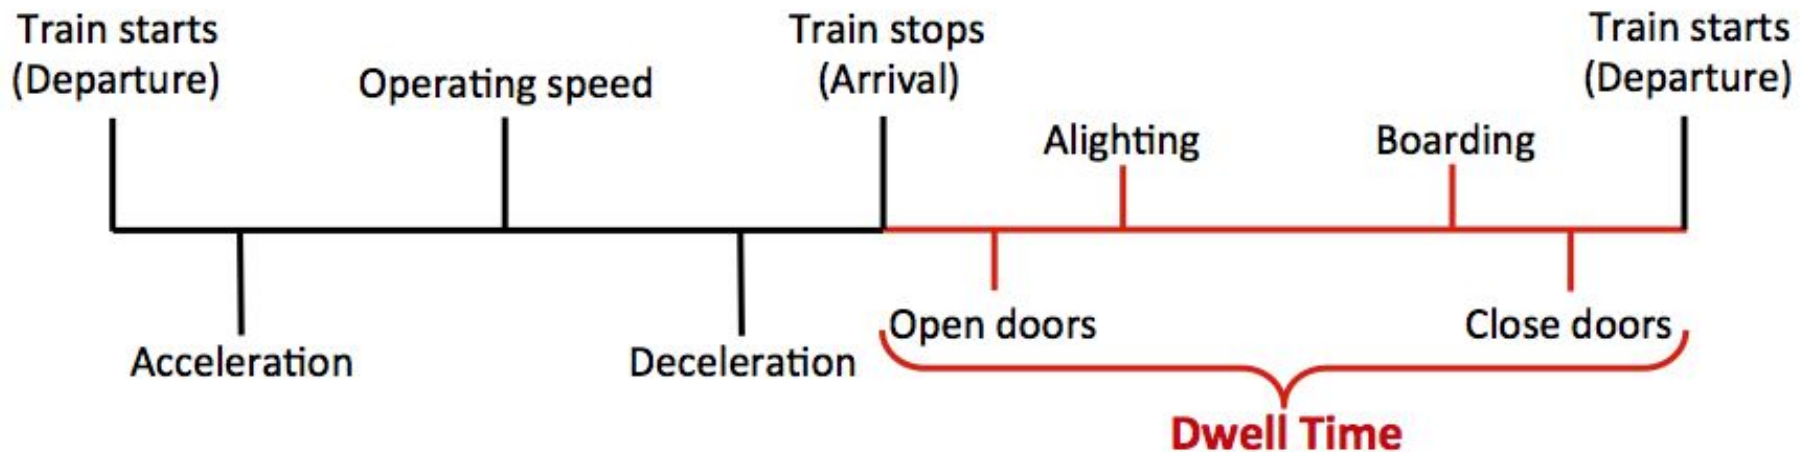 Train starts
(Departure)
Operating speed
Train stops
(Arrival)
Train starts
(Departure)
Alighting
Boarding
Acceleration
Deceleration
Open doors
Close doors
Dwell Time